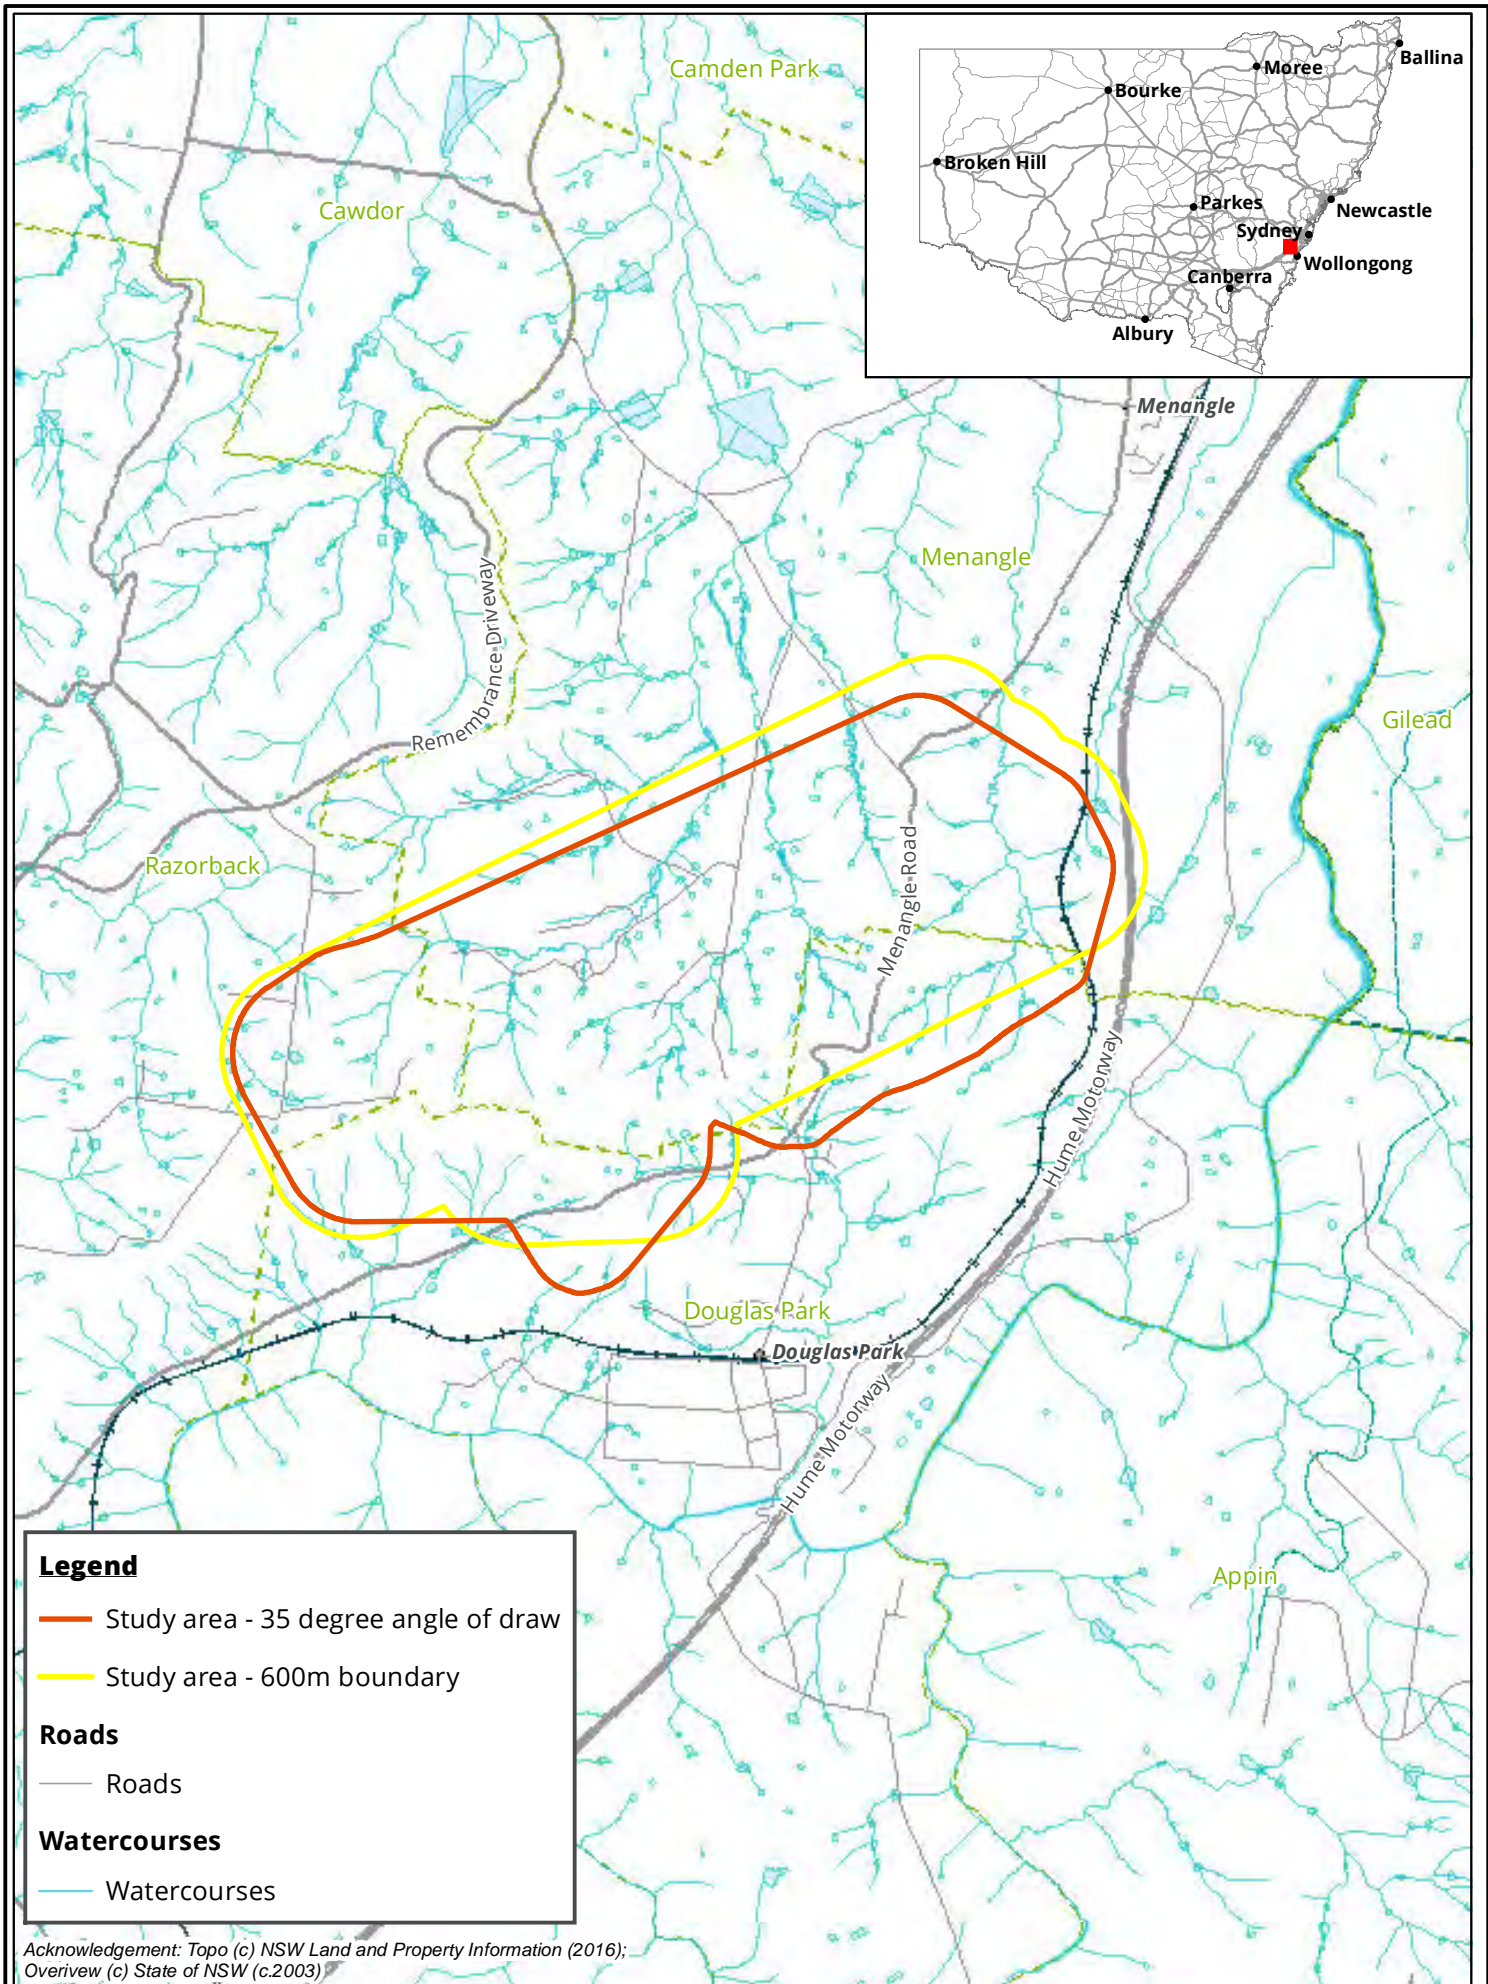 Camden Park
Cawdor
Moree
Ballina
Bourke
Broken Hill
Parkes
Newcastle
Sydney
Wollongong
Canberra
Albury
Menangle
Menangle
Remembrance Driveway
Gilead
Razorback
Menangle Road
Hume Motorway
Douglas Park
Douglas Park
Hume Motorway
Appin
Legend
Study area - 35 degree angle of draw
Study area - 600m boundary
Roads
Roads
Watercourses
Watercourses
Acknowledgement: Topo (c) NSW Land and Property Information (2016);
Overivew (c) State of NSW (c.2003)